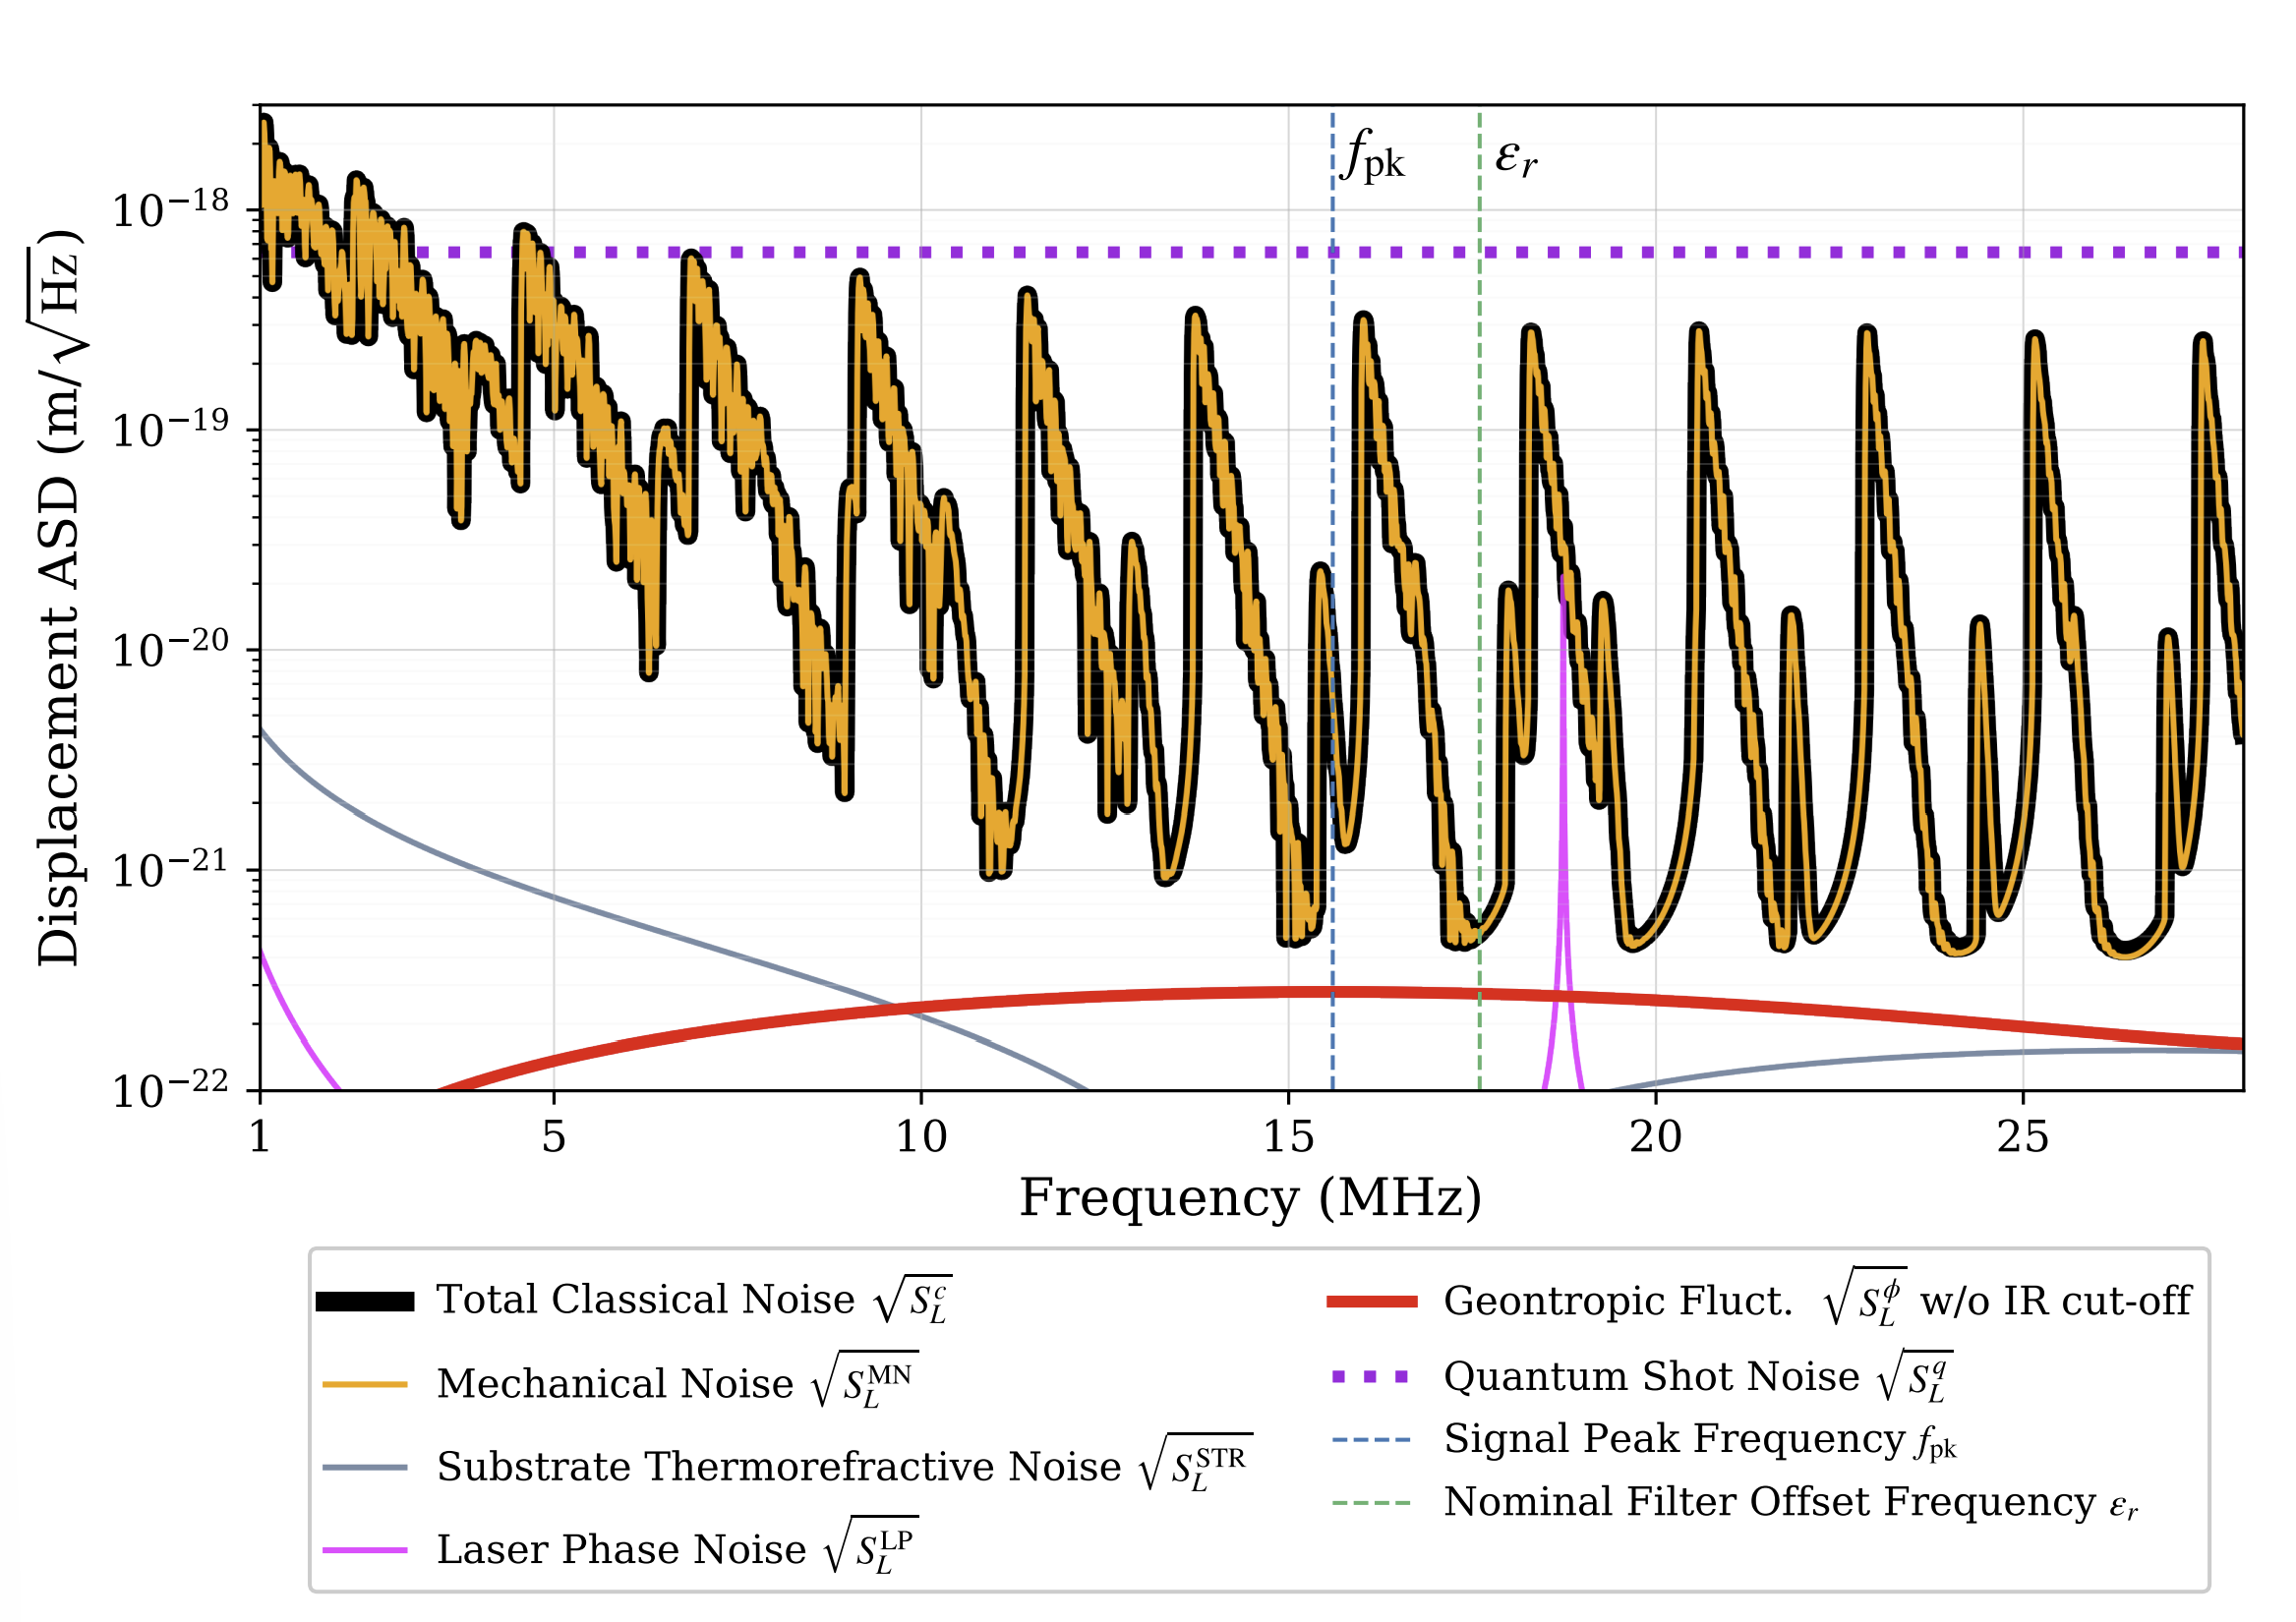 f_pk
ε_r
10⁻¹⁸
10⁻¹⁹
10⁻²⁰
10⁻²¹
10⁻²²
Displacement ASD (m/√Hz)
1 5 10 15 20 25
Frequency (MHz)
Total Classical Noise √S_L^c
Mechanical Noise √S_L^MN
Substrate Thermorefractive Noise √S_L^STR
Laser Phase Noise √S_L^LP
Geontropic Fluct. √S_L^ϕ w/o IR cut-off
Quantum Shot Noise √S_L^q
Signal Peak Frequency f_pk
Nominal Filter Offset Frequency ε_r